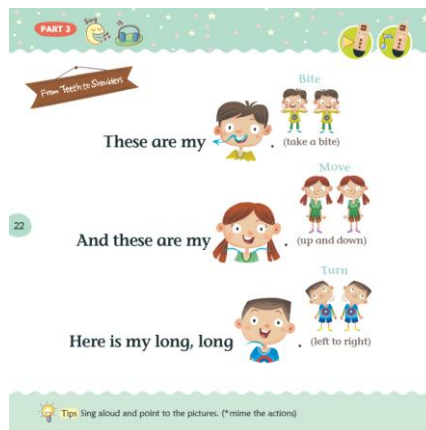 PART 3
Sing
From Teeth to Shoulders
Bite
These are my .
(take a bite)
Move
22
And these are my .
(up and down)
Turn
Here is my long, long .
(left to right)
Tips Sing aloud and point to the pictures. (*mime the actions)